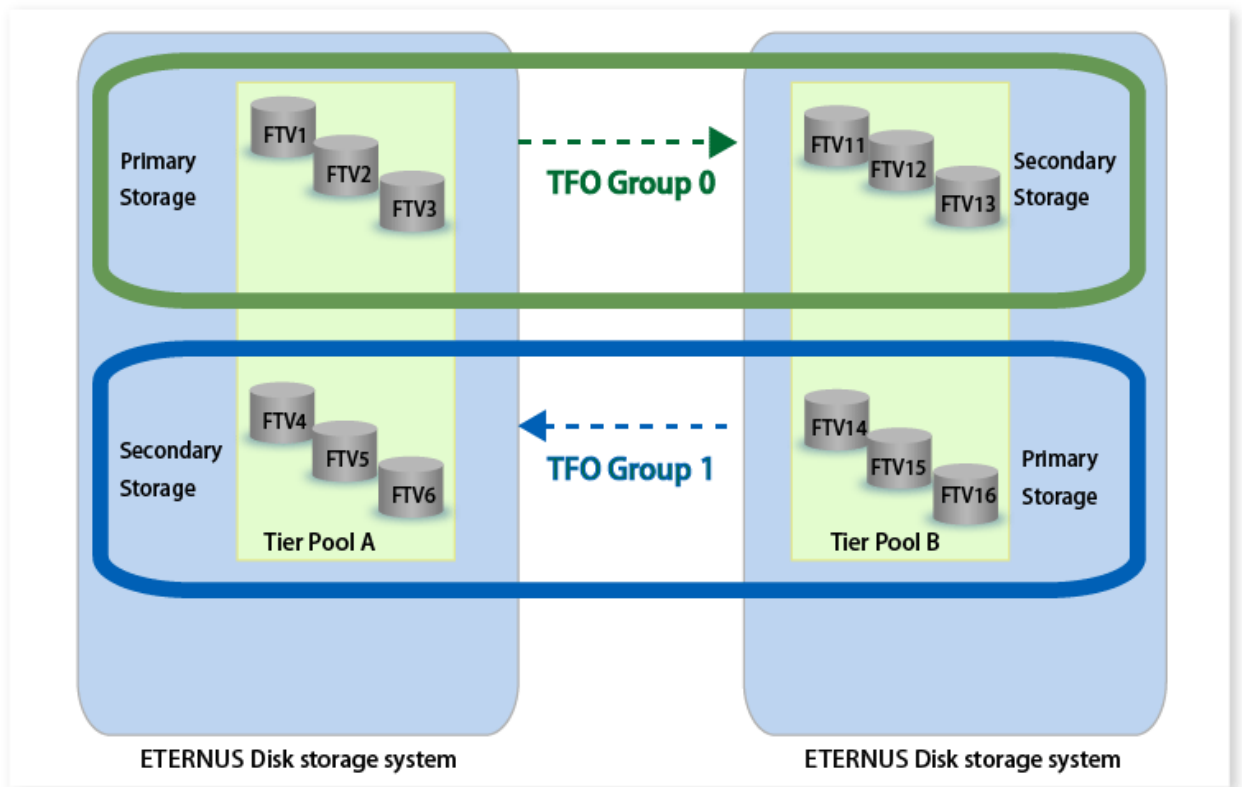 FTV1
FTV2
FTV3
Primary
Storage
TFO Group 0
FTV11
FTV12
FTV13
Secondary
Storage
FTV4
FTV5
FTV6
Secondary
Storage
Tier Pool A
TFO Group 1
FTV14
FTV15
FTV16
Primary
Storage
Tier Pool B
ETERNUS Disk storage system
ETERNUS Disk storage system